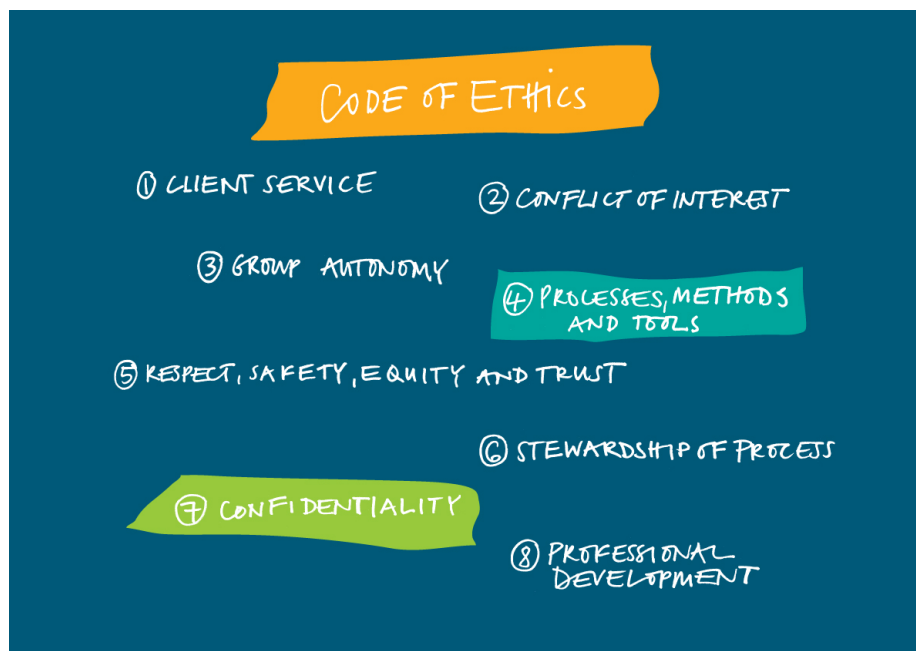 CODE OF ETHICS
① CLIENT SERVICE
② CONFLICT OF INTEREST
③ GROUP AUTONOMY
④ PROCESSES, METHODS
AND TOOLS
⑤ RESPECT, SAFETY, EQUITY AND TRUST
⑥ STEWARDSHIP OF PROCESS
⑦ CONFIDENTIALITY
⑧ PROFESSIONAL
DEVELOPMENT